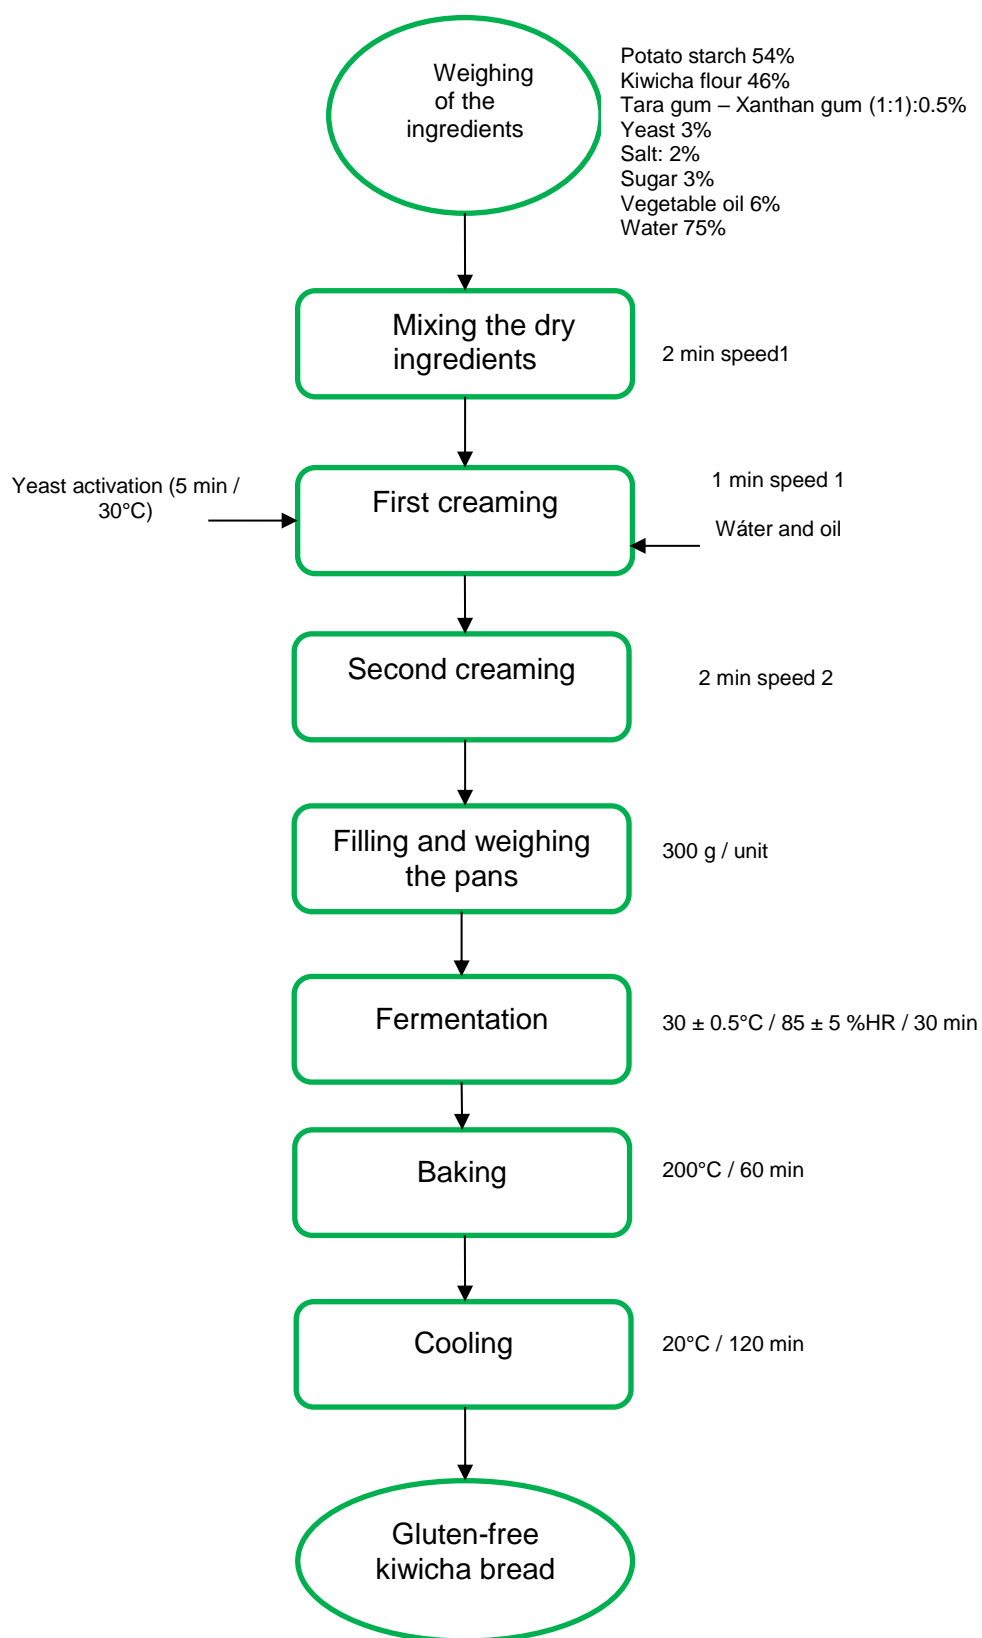 Weighing
of the
ingredients
Potato starch 54%
Kiwicha flour 46%
Tara gum – Xanthan gum (1:1):0.5%
Yeast 3%
Salt: 2%
Sugar 3%
Vegetable oil 6%
Water 75%
Mixing the dry
ingredients
2 min speed1
Yeast activation (5 min /
30°C)
First creaming
1 min speed 1
Wáter and oil
Second creaming
2 min speed 2
Filling and weighing
the pans
300 g / unit
Fermentation
30 ± 0.5°C / 85 ± 5 %HR / 30 min
Baking
200°C / 60 min
Cooling
20°C / 120 min
Gluten-free
kiwicha bread